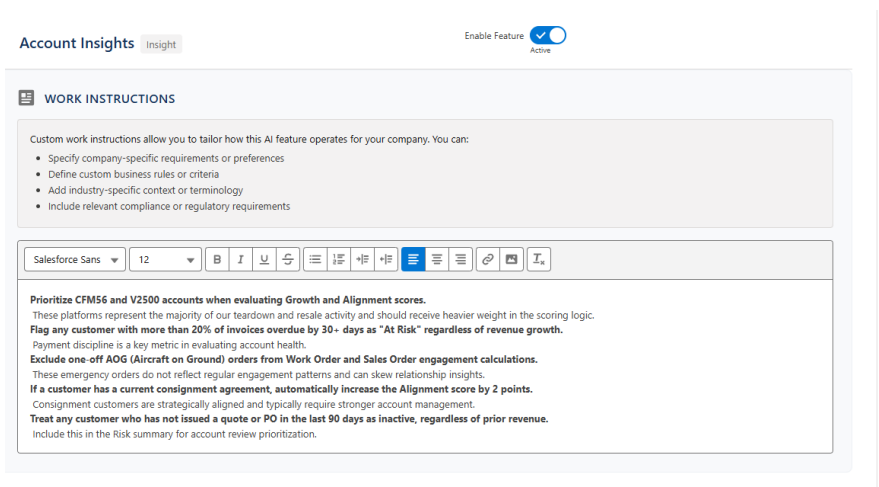 Account Insights Insight
Enable Feature
Active
WORK INSTRUCTIONS
Custom work instructions allow you to tailor how this AI feature operates for your company. You can:
• Specify company-specific requirements or preferences
• Define custom business rules or criteria
• Add industry-specific context or terminology
• Include relevant compliance or regulatory requirements
Salesforce Sans 12 B I U S
Prioritize CFM56 and V2500 accounts when evaluating Growth and Alignment scores.
These platforms represent the majority of our teardown and resale activity and should receive heavier weight in the scoring logic.
Flag any customer with more than 20% of invoices overdue by 30+ days as "At Risk" regardless of revenue growth.
Payment discipline is a key metric in evaluating account health.
Exclude one-off AOG (Aircraft on Ground) orders from Work Order and Sales Order engagement calculations.
These emergency orders do not reflect regular engagement patterns and can skew relationship insights.
If a customer has a current consignment agreement, automatically increase the Alignment score by 2 points.
Consignment customers are strategically aligned and typically require stronger account management.
Treat any customer who has not issued a quote or PO in the last 90 days as inactive, regardless of prior revenue.
Include this in the Risk summary for account review prioritization.